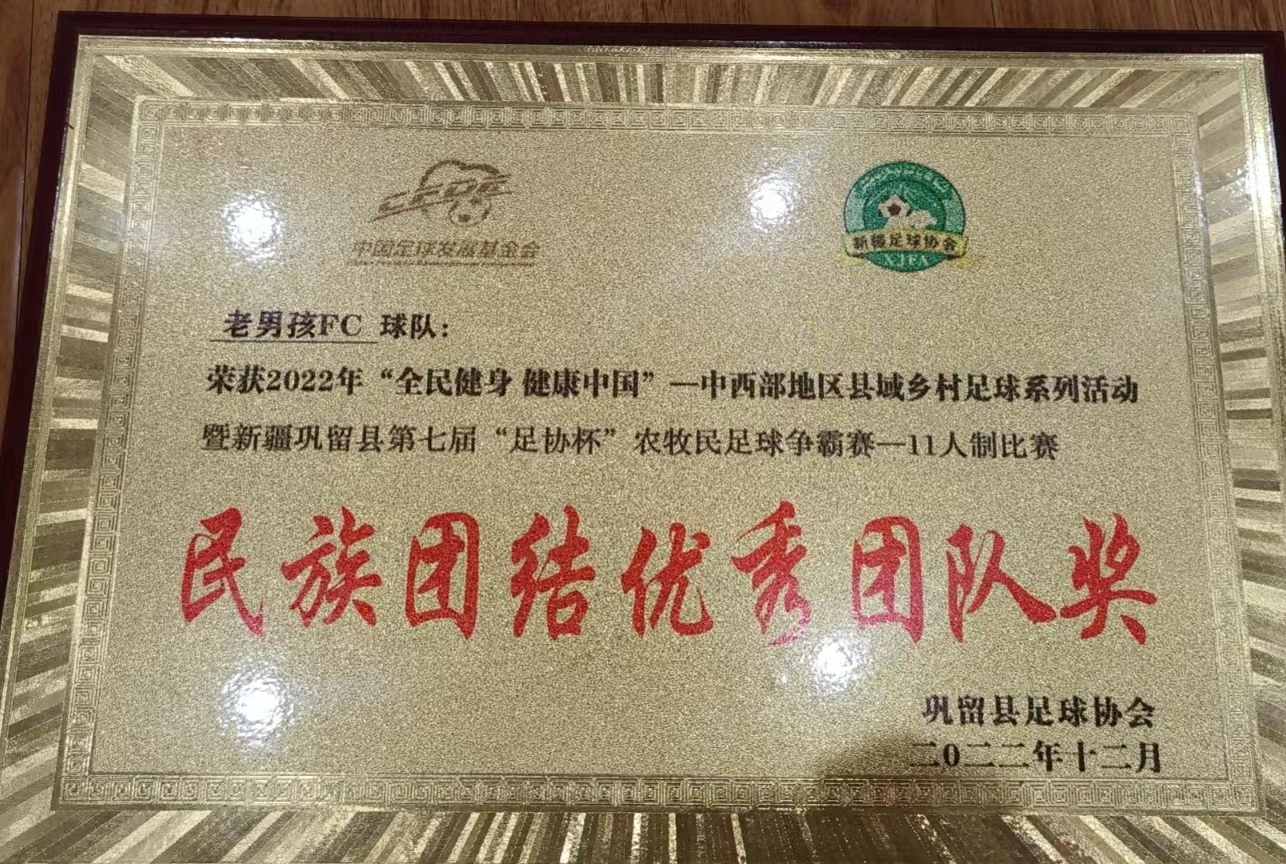 CFDF
中国足球发展基金会
新疆足球协会
XJFA
老男孩FC 球队：
荣获2022年“全民健身 健康中国”—中西部地区县域乡村足球系列活动
暨新疆巩留县第七届“足协杯”农牧民足球争霸赛—11人制比赛
民族团结优秀团队奖
巩留县足球协会
二0二二年十二月